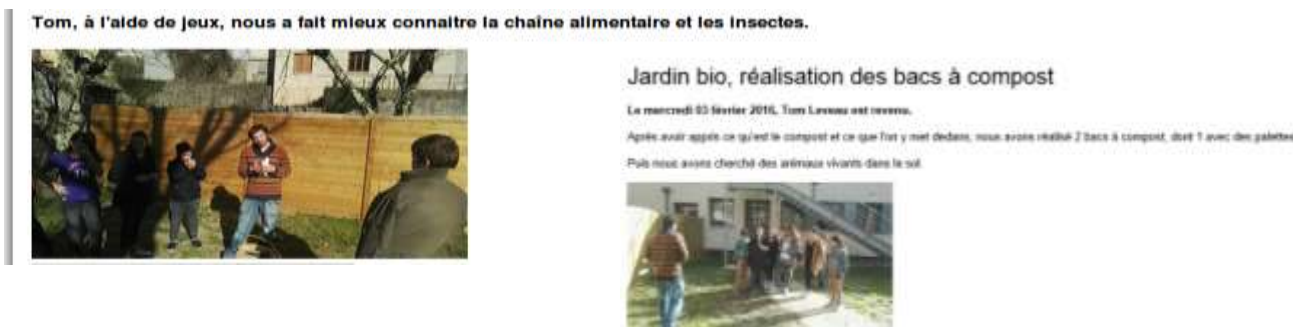 Tom, à l'aide de jeux, nous a fait mieux connaitre la chaîne alimentaire et les insectes.
Jardin bio, réalisation des bacs à compost
Le mercredi 03 février 2016, Tom est revenu.
Après avoir appris ce qu'est le compost et ce que l'on y met dedans, nous avons réalisé 2 bacs à compost, dont 1 avec des palettes
Puis nous avons cherché des animaux vivants dans le sol